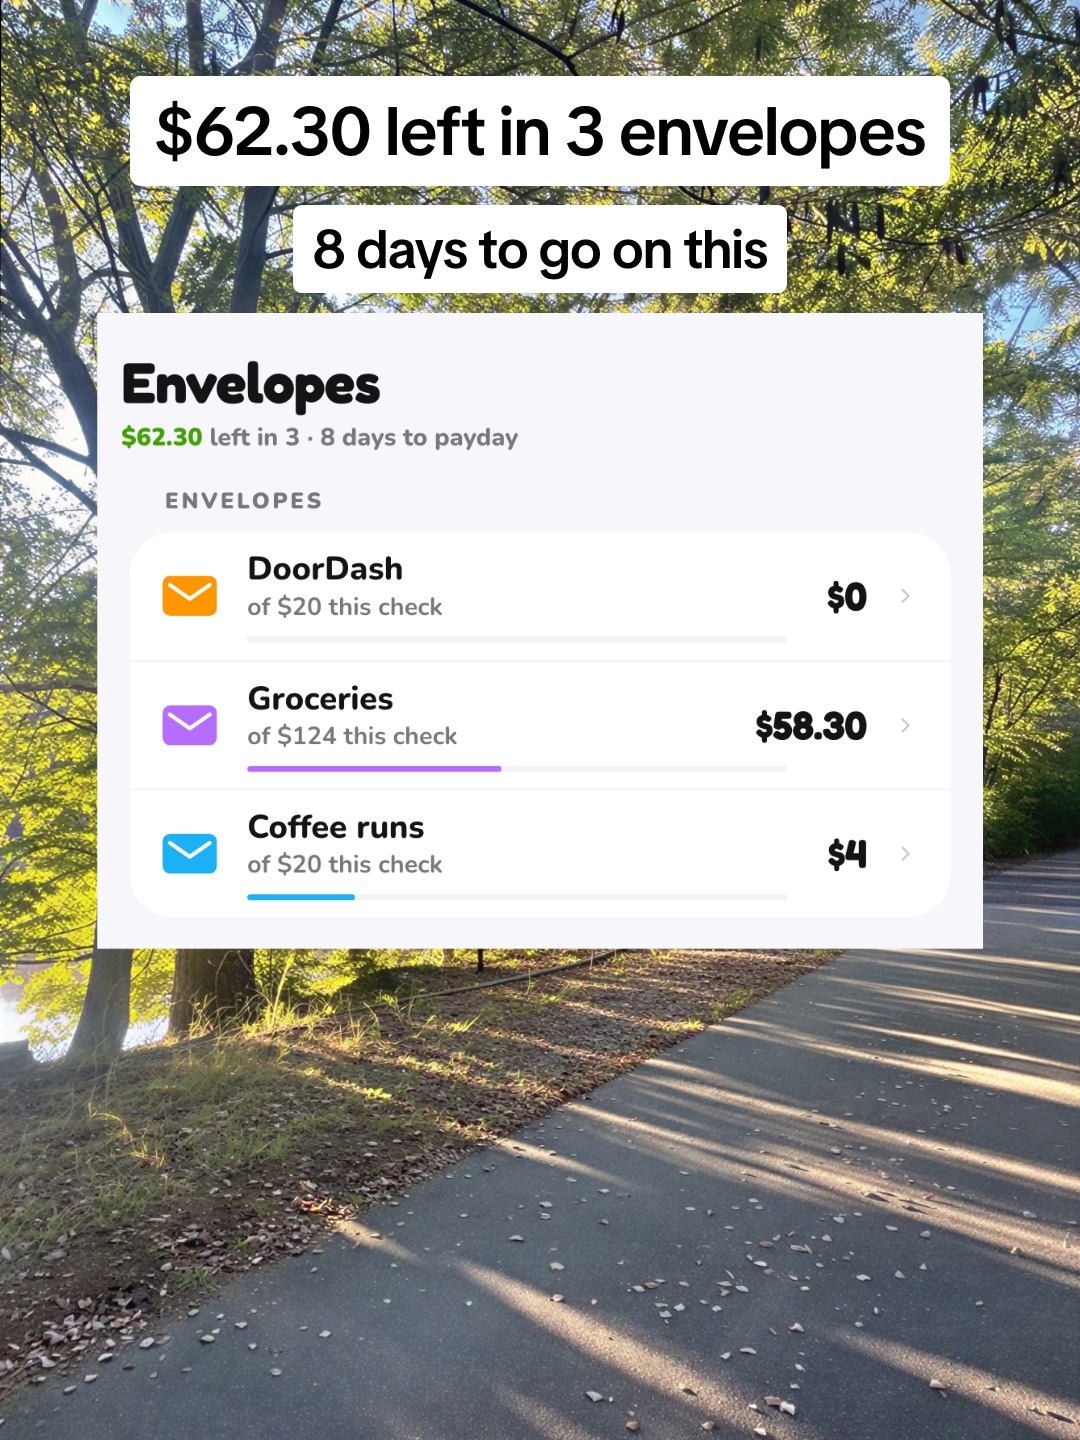 $62.30 left in 3 envelopes
8 days to go on this
Envelopes
$62.30 left in 3 · 8 days to payday
ENVELOPES
DoorDash
of $20 this check
$0
Groceries
of $124 this check
$58.30
Coffee runs
of $20 this check
$4